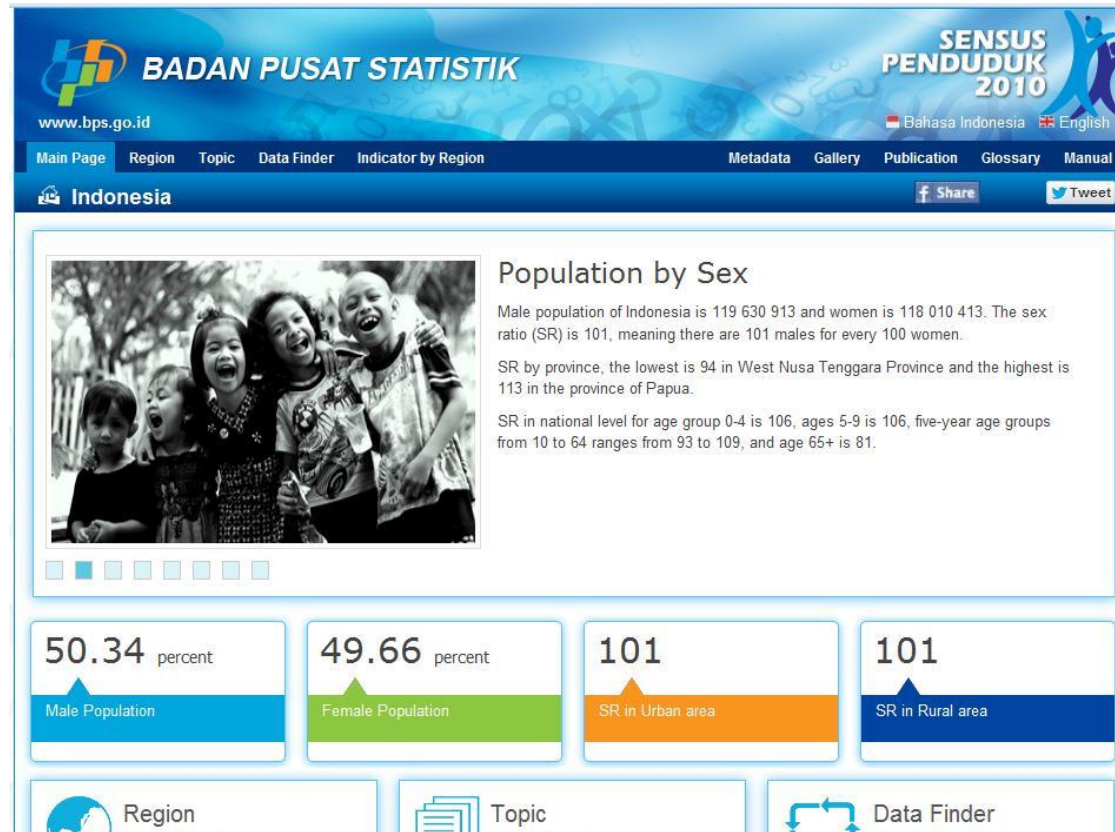 BADAN PUSAT STATISTIK
www.bps.go.id
SENSUS
PENDUDUK
2010
Bahasa Indonesia English
Main Page Region Topic Data Finder Indicator by Region Metadata Gallery Publication Glossary Manual
Indonesia
f Share
Tweet
Population by Sex
Male population of Indonesia is 119 630 913 and women is 118 010 413. The sex
ratio (SR) is 101, meaning there are 101 males for every 100 women.
SR by province, the lowest is 94 in West Nusa Tenggara Province and the highest is
113 in the province of Papua.
SR in national level for age group 0-4 is 106, ages 5-9 is 106, five-year age groups
from 10 to 64 ranges from 93 to 109, and age 65+ is 81.
50.34 percent
Male Population
49.66 percent
Female Population
101
SR in Urban area
101
SR in Rural area
Region
Topic
Data Finder